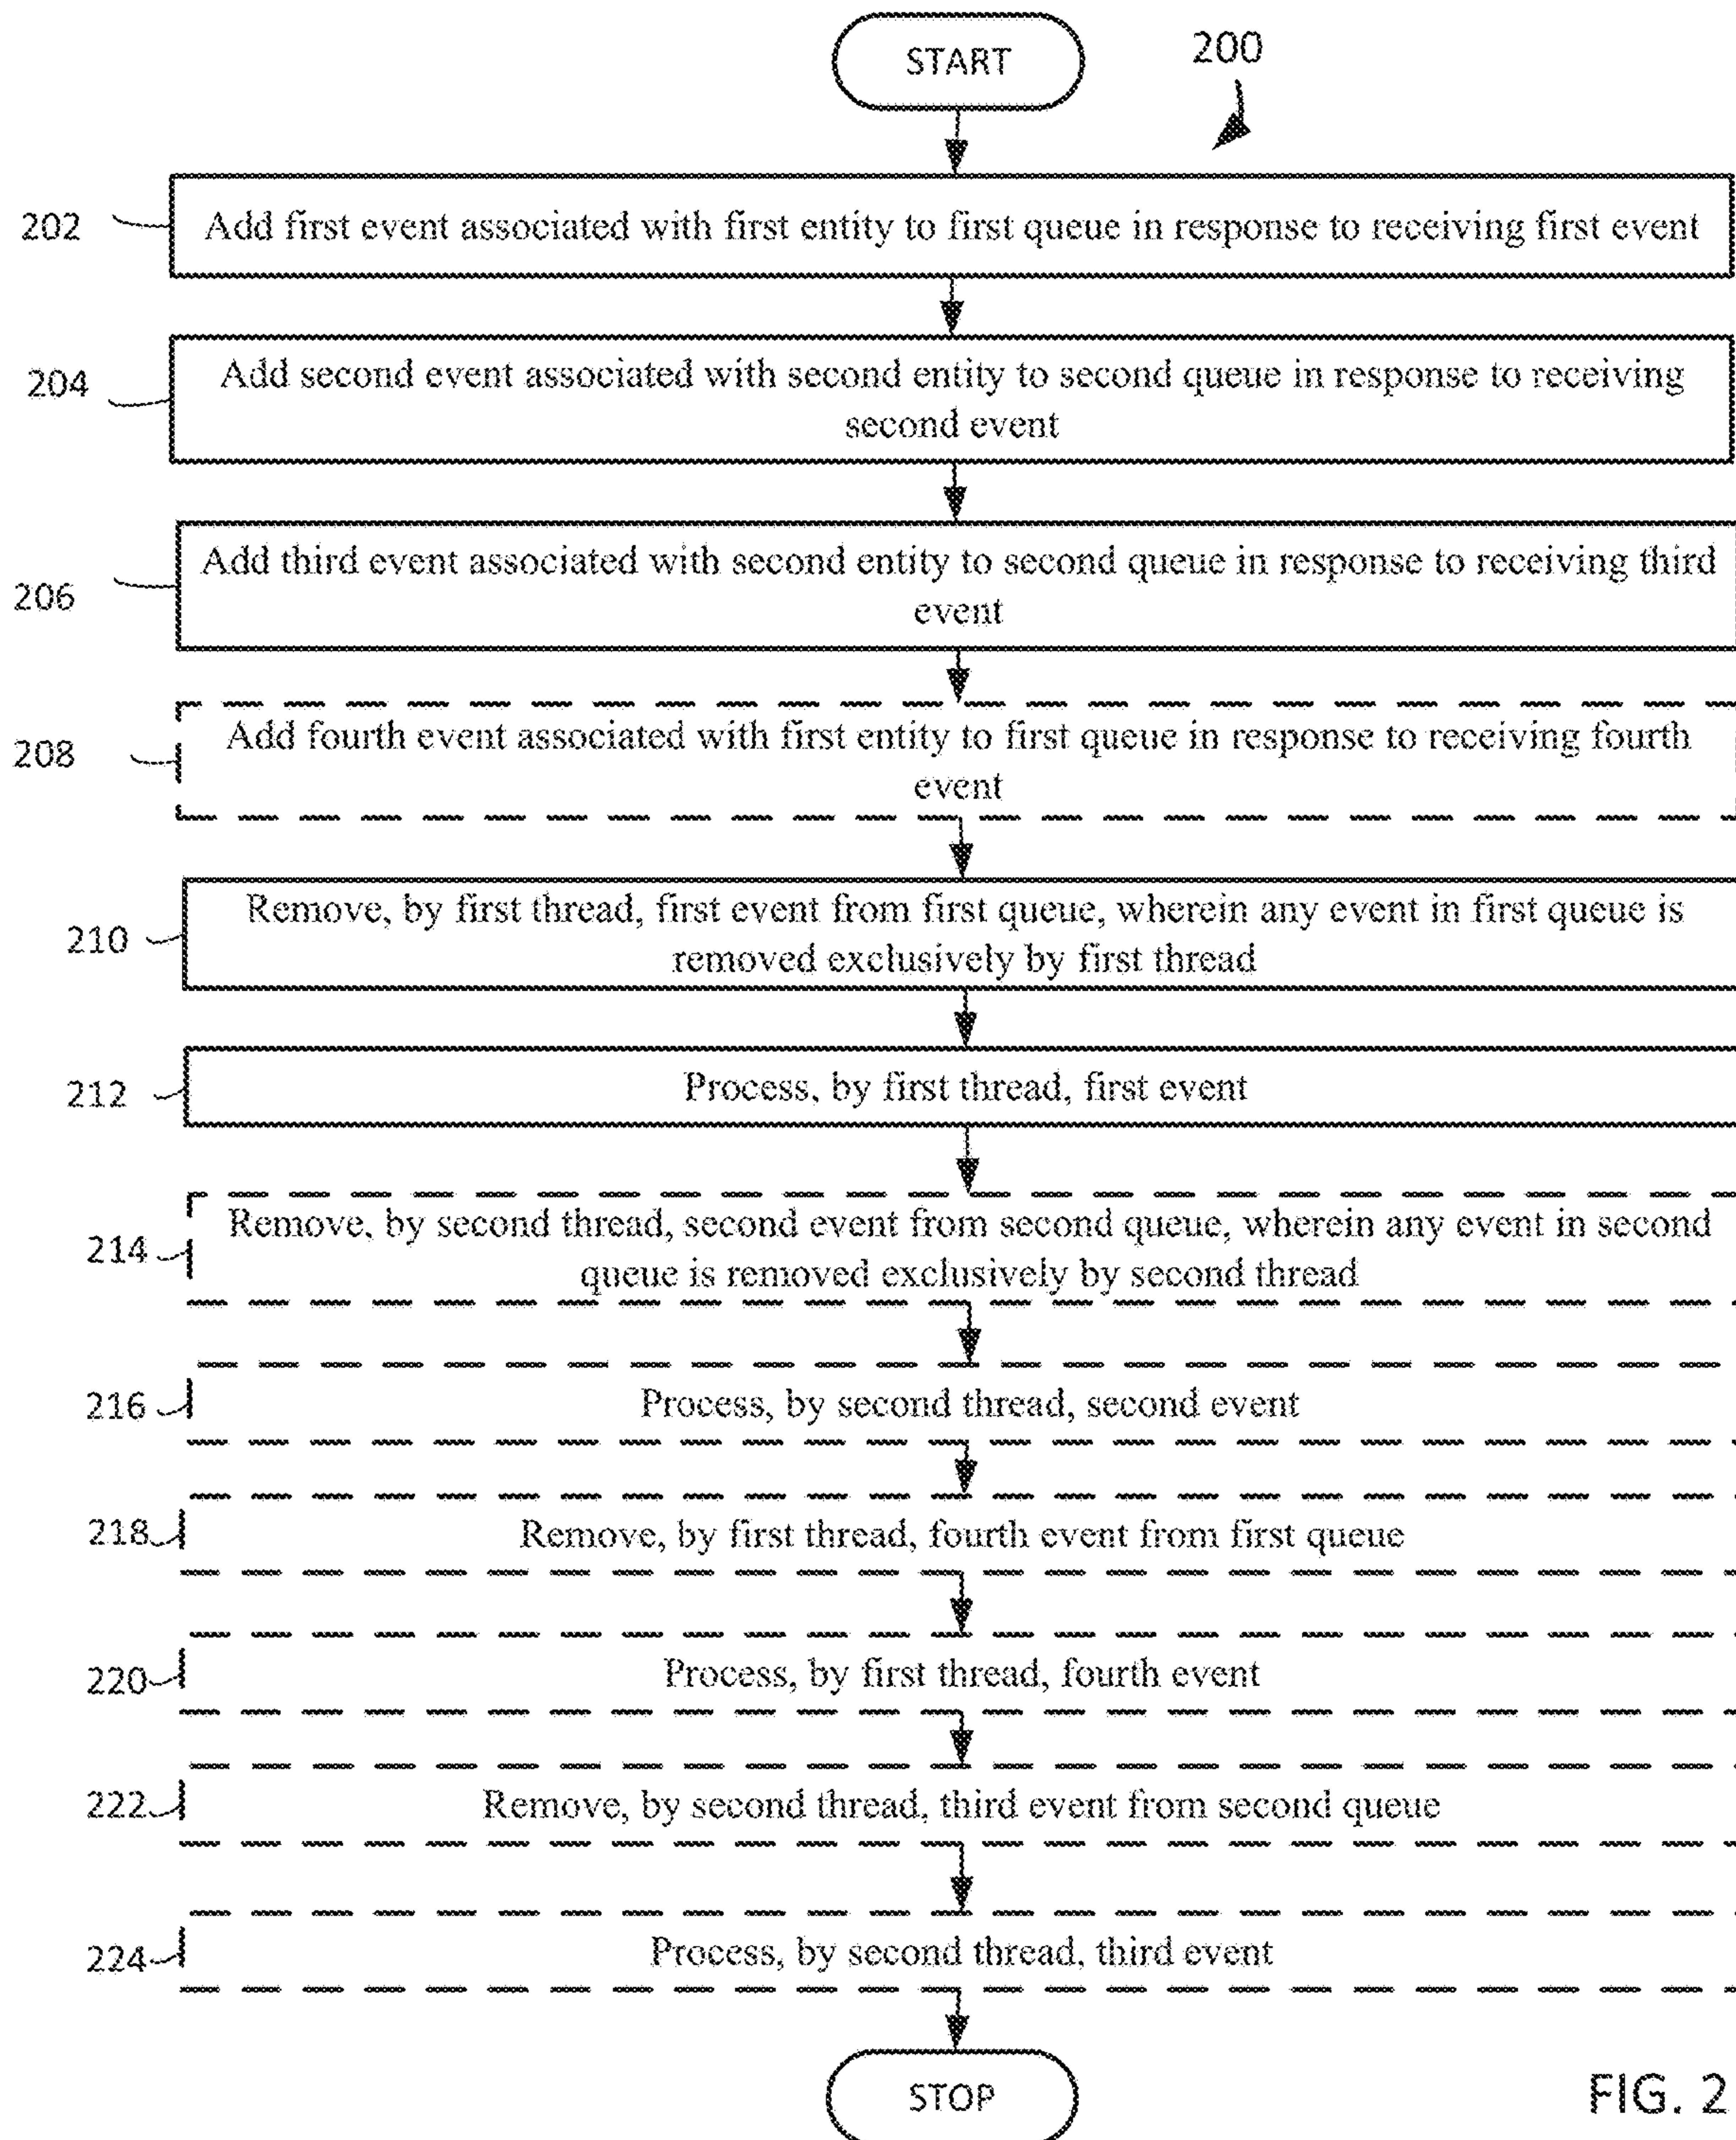 START
200
202
Add first event associated with first entity to first queue in response to receiving first event
204
Add second event associated with second entity to second queue in response to receiving
second event
206
Add third event associated with second entity to second queue in response to receiving third
event
208
Add fourth event associated with first entity to first queue in response to receiving fourth
event
210
Remove, by first thread, first event from first queue, wherein any event in first queue is
removed exclusively by first thread
212
Process, by first thread, first event
214
Remove, by second thread, second event from second queue, wherein any event in second
queue is removed exclusively by second thread
216
Process, by second thread, second event
218
Remove, by first thread, fourth event from first queue
220
Process, by first thread, fourth event
222
Remove, by second thread, third event from second queue
224
Process, by second thread, third event
STOP
FIG. 2